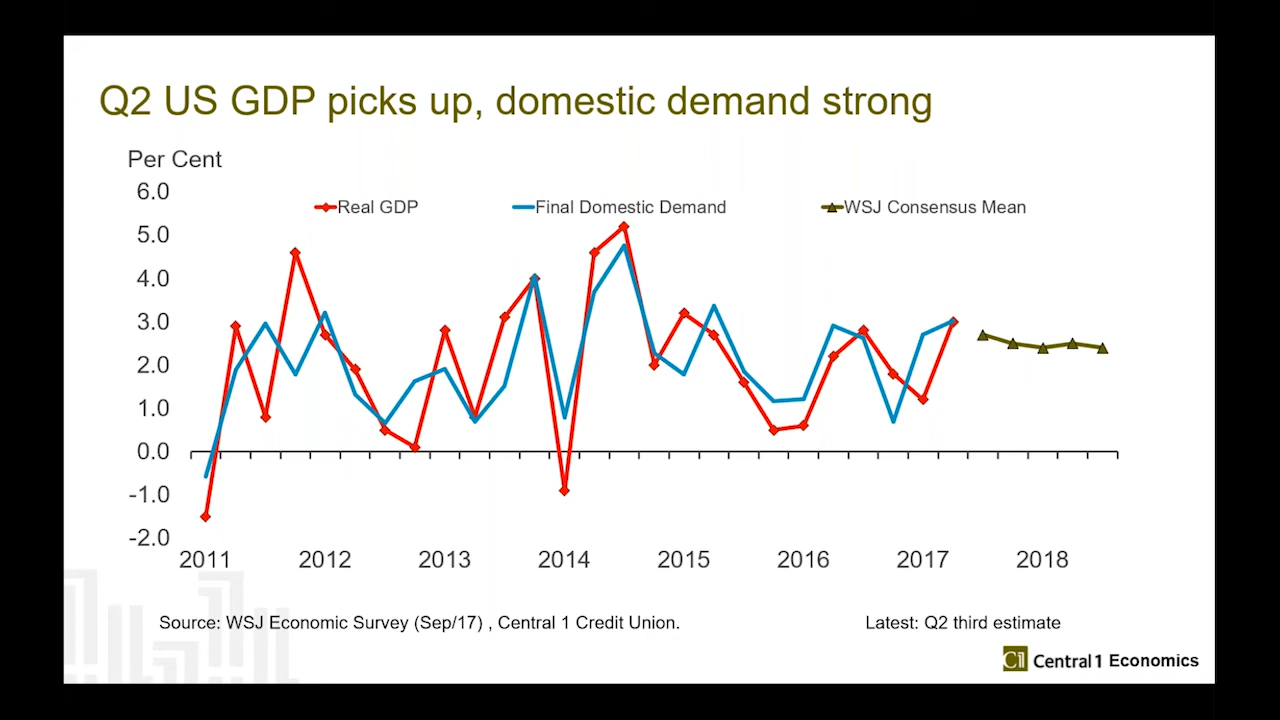 Q2 US GDP picks up, domestic demand strong
Per Cent
6.0
Real GDP Final Domestic Demand WSJ Consensus Mean
5.0
4.0
3.0
2.0
1.0
0.0
-1.0
-2.0
2011 2012 2013 2014 2015 2016 2017 2018
Source: WSJ Economic Survey (Sep/17) , Central 1 Credit Union. Latest: Q2 third estimate
C1 Central 1 Economics